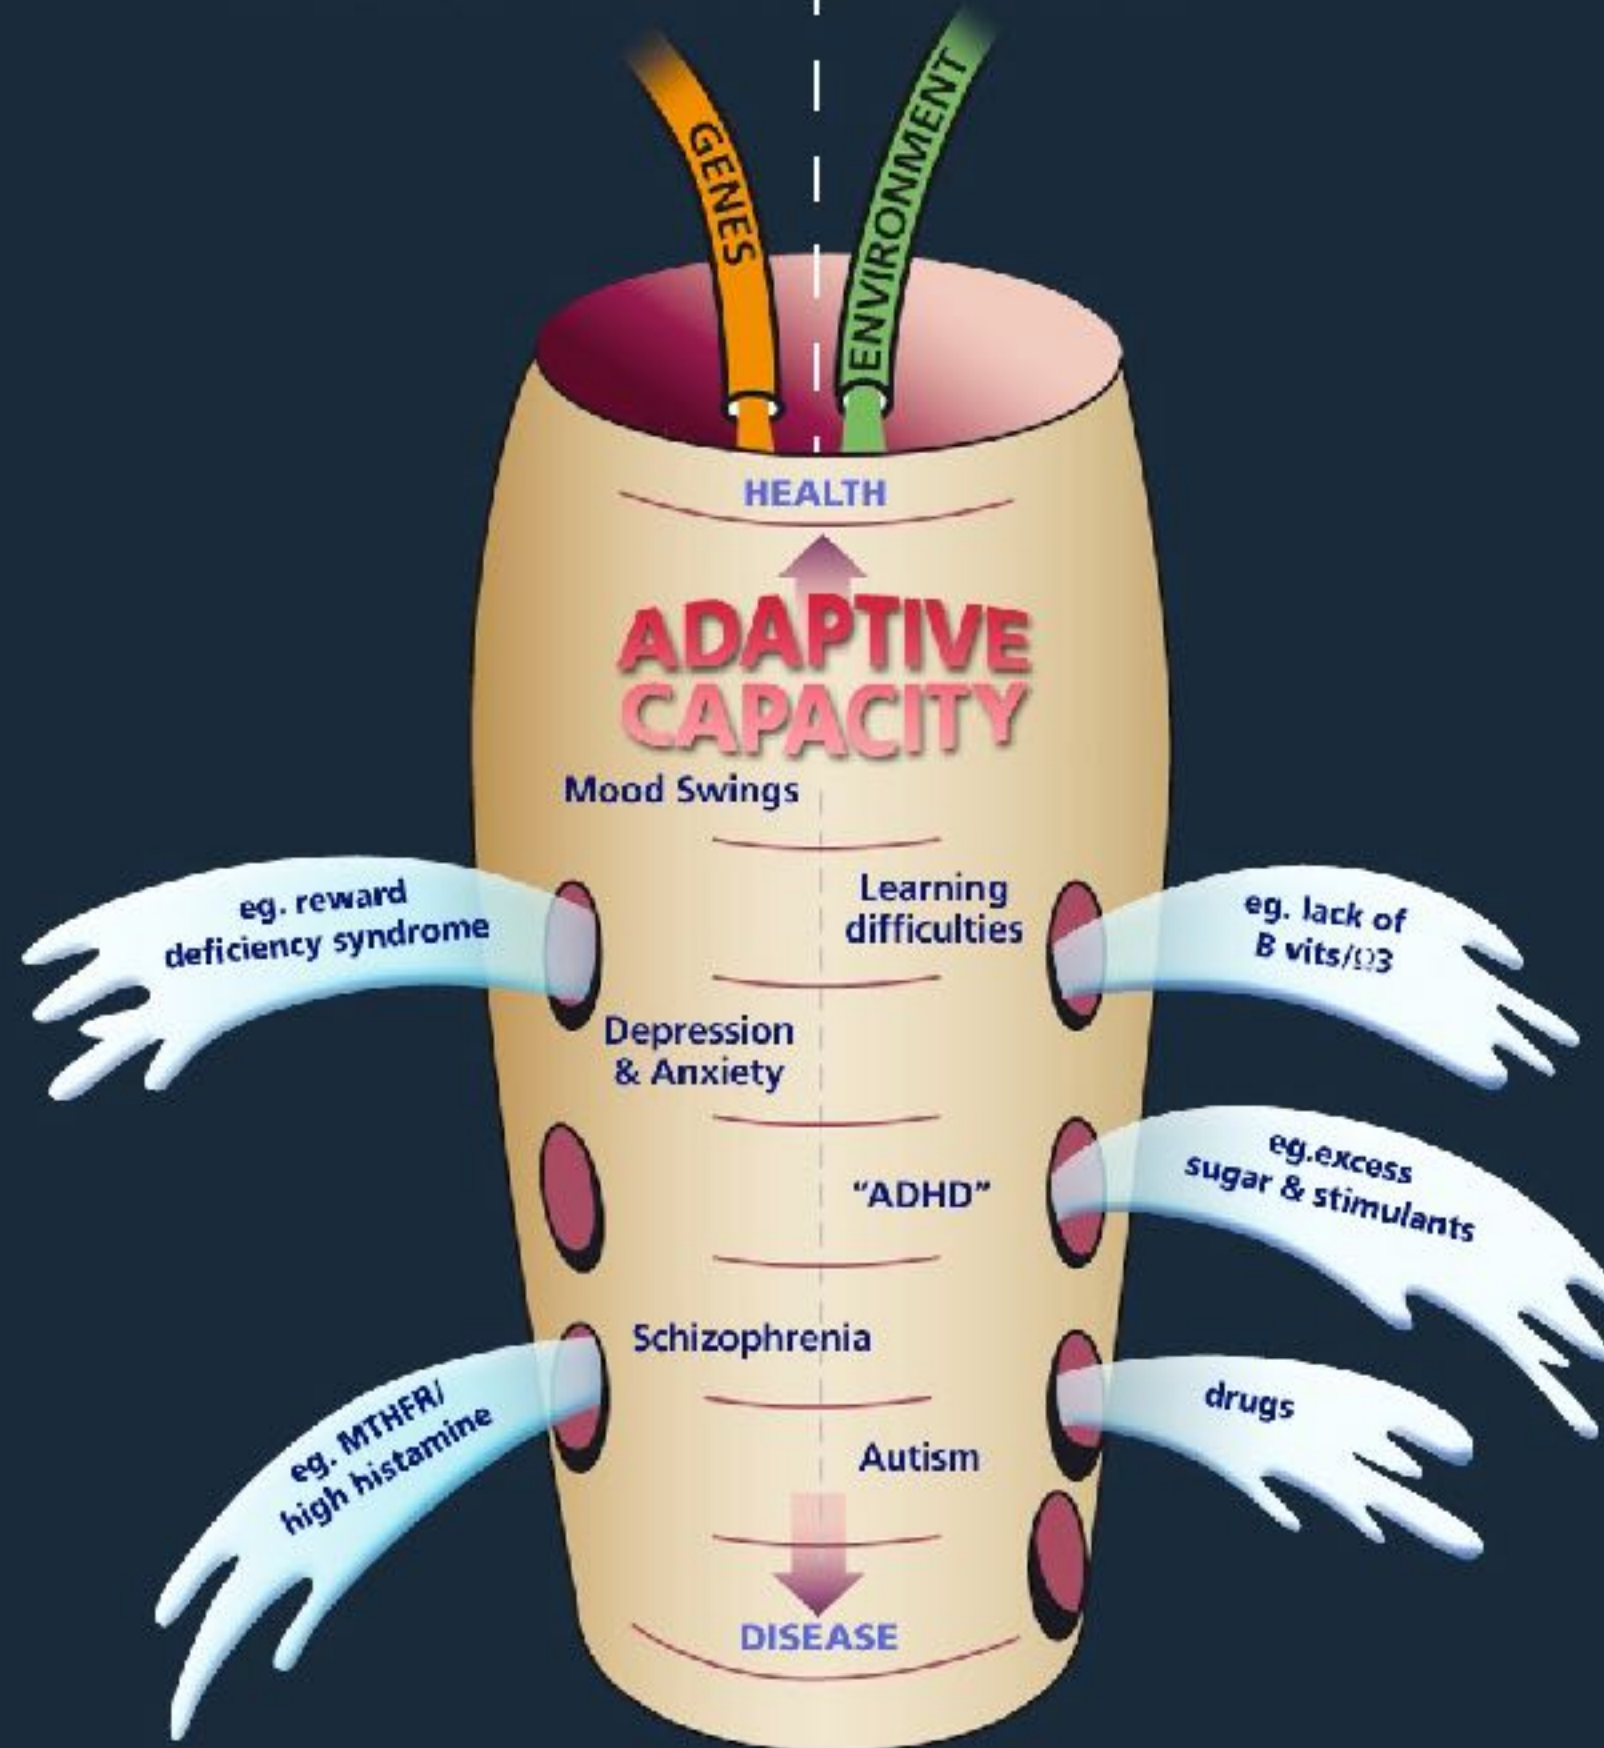 GENES
ENVIRONMENT
HEALTH
ADAPTIVE
CAPACITY
Mood Swings
eg. reward
deficiency syndrome
Learning
difficulties
eg. lack of
B vits/Ω3
Depression
& Anxiety
eg.excess
sugar & stimulants
“ADHD”
Schizophrenia
eg. MTHFR/
high histamine
drugs
Autism
DISEASE